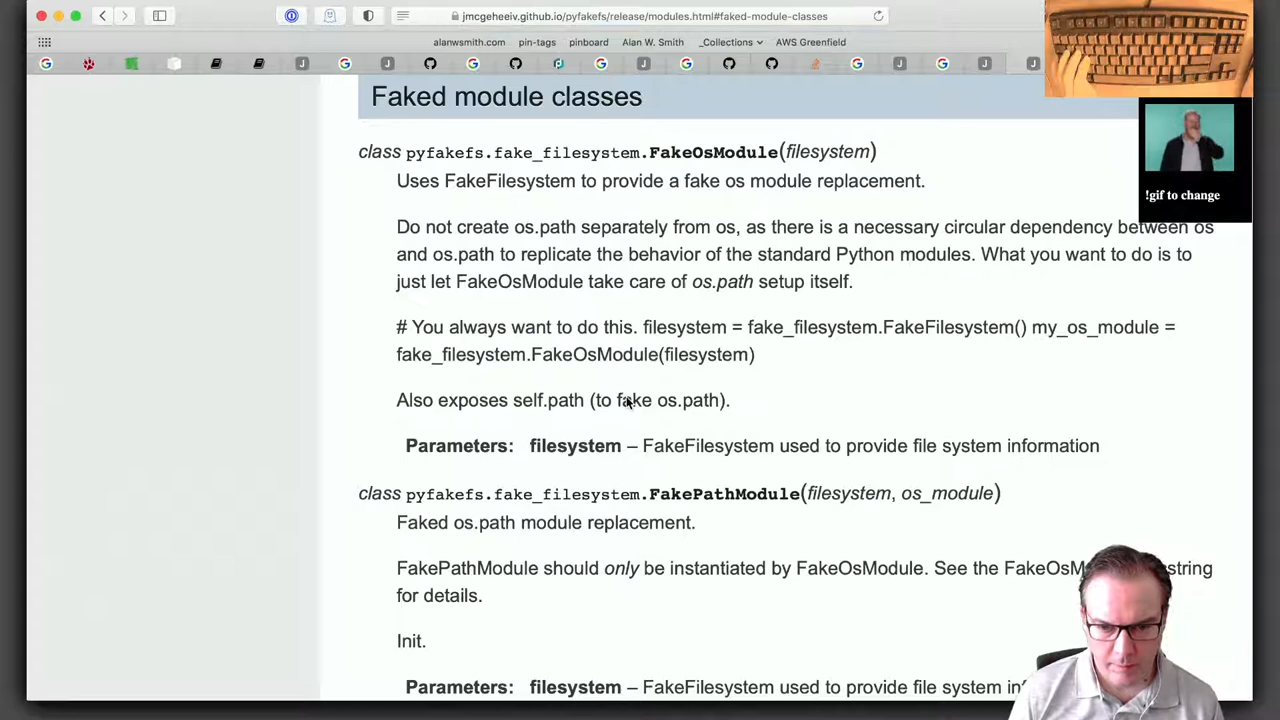 jmcgeheeiv.github.io/pyfakefs/release/modules.html#faked-module-classes
alanwsmith.com pin-tags pinboard Alan W. Smith _Collections AWS Greenfield
Faked module classes
class pyfakefs.fake_filesystem.FakeOsModule(filesystem)
Uses FakeFilesystem to provide a fake os module replacement.
!gif to change
Do not create os.path separately from os, as there is a necessary circular dependency between os
and os.path to replicate the behavior of the standard Python modules. What you want to do is to
just let FakeOsModule take care of os.path setup itself.
# You always want to do this. filesystem = fake_filesystem.FakeFilesystem() my_os_module =
fake_filesystem.FakeOsModule(filesystem)
Also exposes self.path (to fake os.path).
Parameters: filesystem – FakeFilesystem used to provide file system information
class pyfakefs.fake_filesystem.FakePathModule(filesystem, os_module)
Faked os.path module replacement.
FakePathModule should only be instantiated by FakeOsModule. See the FakeOsM string
for details.
Init.
Parameters: filesystem – FakeFilesystem used to provide file system in